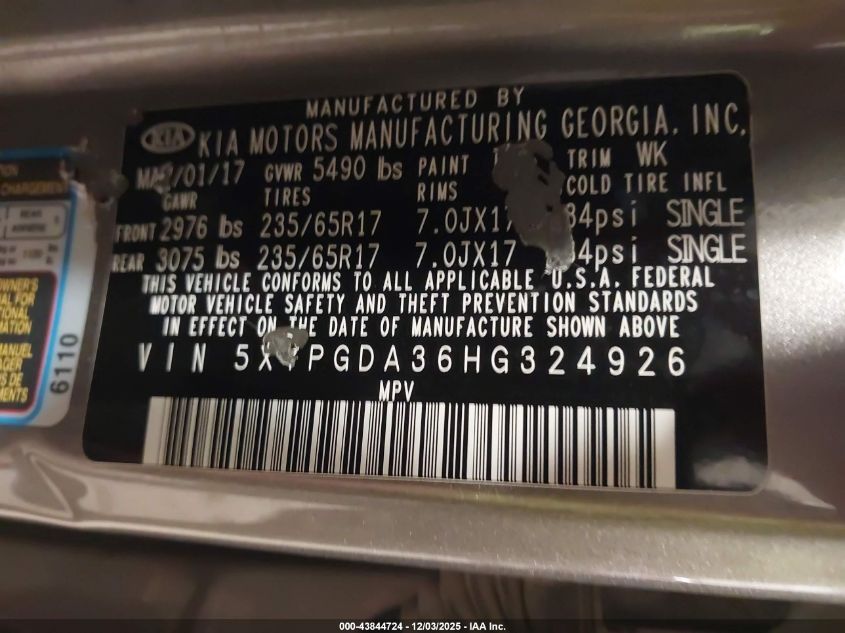 MANUFACTURED BY
KIA KIA MOTORS MANUFACTURING GEORGIA, INC.
/01/17 GVWR 5490 lbs PAINT TRIM WK
GAWR TIRES RIMS COLD TIRE INFL
FRONT 2976 lbs 235/65R17 7.0JX17 34psi SINGLE
REAR 3075 lbs 235/65R17 7.0JX17 34psi SINGLE
THIS VEHICLE CONFORMS TO ALL APPLICABLE U.S.A. FEDERAL
MOTOR VEHICLE SAFETY AND THEFT PREVENTION STANDARDS
IN EFFECT ON THE DATE OF MANUFACTURE SHOWN ABOVE
VIN 5X PGDA36HG324926
MPV
6110
REAR
MANUEL
000-43844724 - 12/03/2025 - IAA Inc.